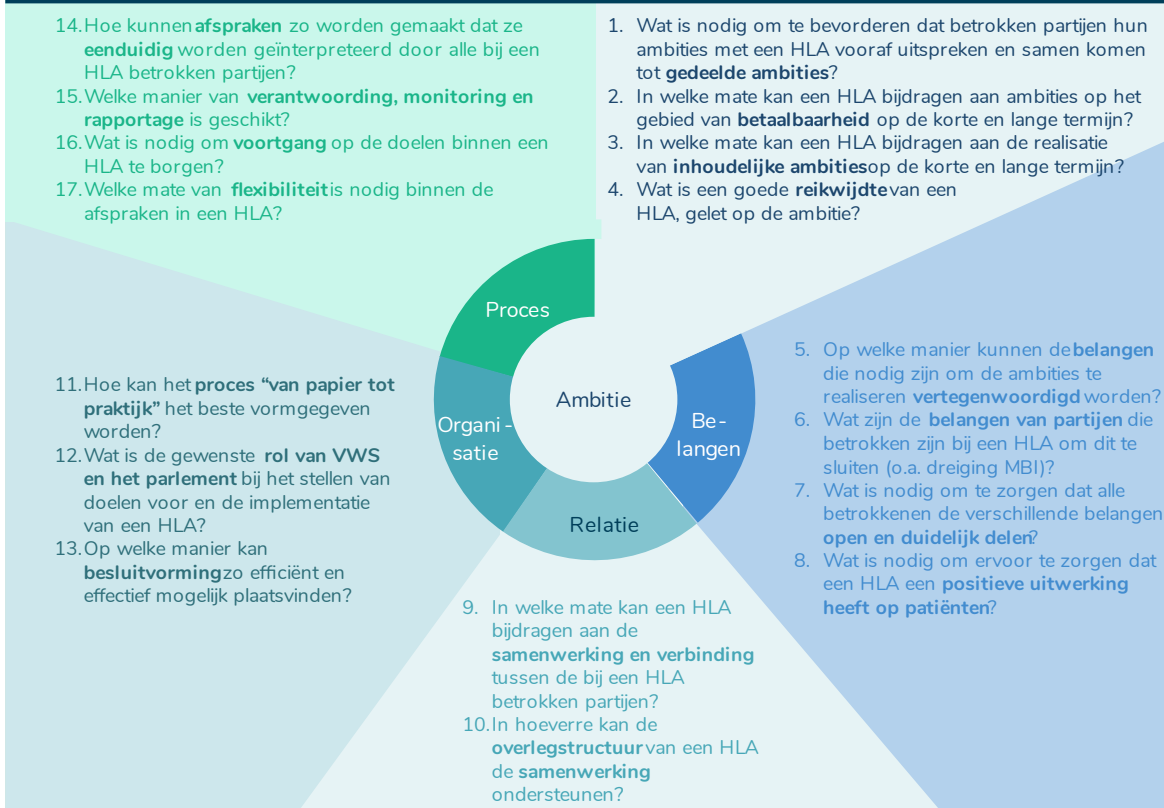 14. Hoe kunnen afspraken zo worden gemaakt dat ze
eenduidig worden geïnterpreteerd door alle bij een
HLA betrokken partijen?
15. Welke manier van verantwoording, monitoring en
rapportage is geschikt?
16. Wat is nodig om voortgang op de doelen binnen een
HLA te borgen?
17. Welke mate van flexibiliteit is nodig binnen de
afspraken in een HLA?
1. Wat is nodig om te bevorderen dat betrokken partijen hun
ambities met een HLA vooraf uitspreken en samen komen
tot gedeelde ambities?
2. In welke mate kan een HLA bijdragen aan ambities op het
gebied van betaalbaarheid op de korte en lange termijn?
3. In welke mate kan een HLA bijdragen aan de realisatie
van inhoudelijke ambities op de korte en lange termijn?
4. Wat is een goede reikwijdte van een
HLA, gelet op de ambitie?
Proces
Ambitie
Organi-
satie
Be-
langen
Relatie
5. Op welke manier kunnen de belangen
die nodig zijn om de ambities te
realiseren vertegenwoordigd worden?
6. Wat zijn de belangen van partijen die
betrokken zijn bij een HLA om dit te
sluiten (o.a. dreiging MBI)?
7. Wat is nodig om te zorgen dat alle
betrokkenen de verschillende belangen
open en duidelijk delen?
8. Wat is nodig om ervoor te zorgen dat
een HLA een positieve uitwerking
heeft op patiënten?
11. Hoe kan het proces “van papier tot
praktijk” het beste vormgegeven
worden?
12. Wat is de gewenste rol van VWS
en het parlement bij het stellen van
doelen voor en de implementatie
van een HLA?
13. Op welke manier kan
besluitvorming zo efficiënt en
effectief mogelijk plaatsvinden?
9. In welke mate kan een HLA
bijdragen aan de
samenwerking en verbinding
tussen de bij een HLA
betrokken partijen?
10. In hoeverre kan de
overlegstructuur van een HLA
de samenwerking
ondersteunen?